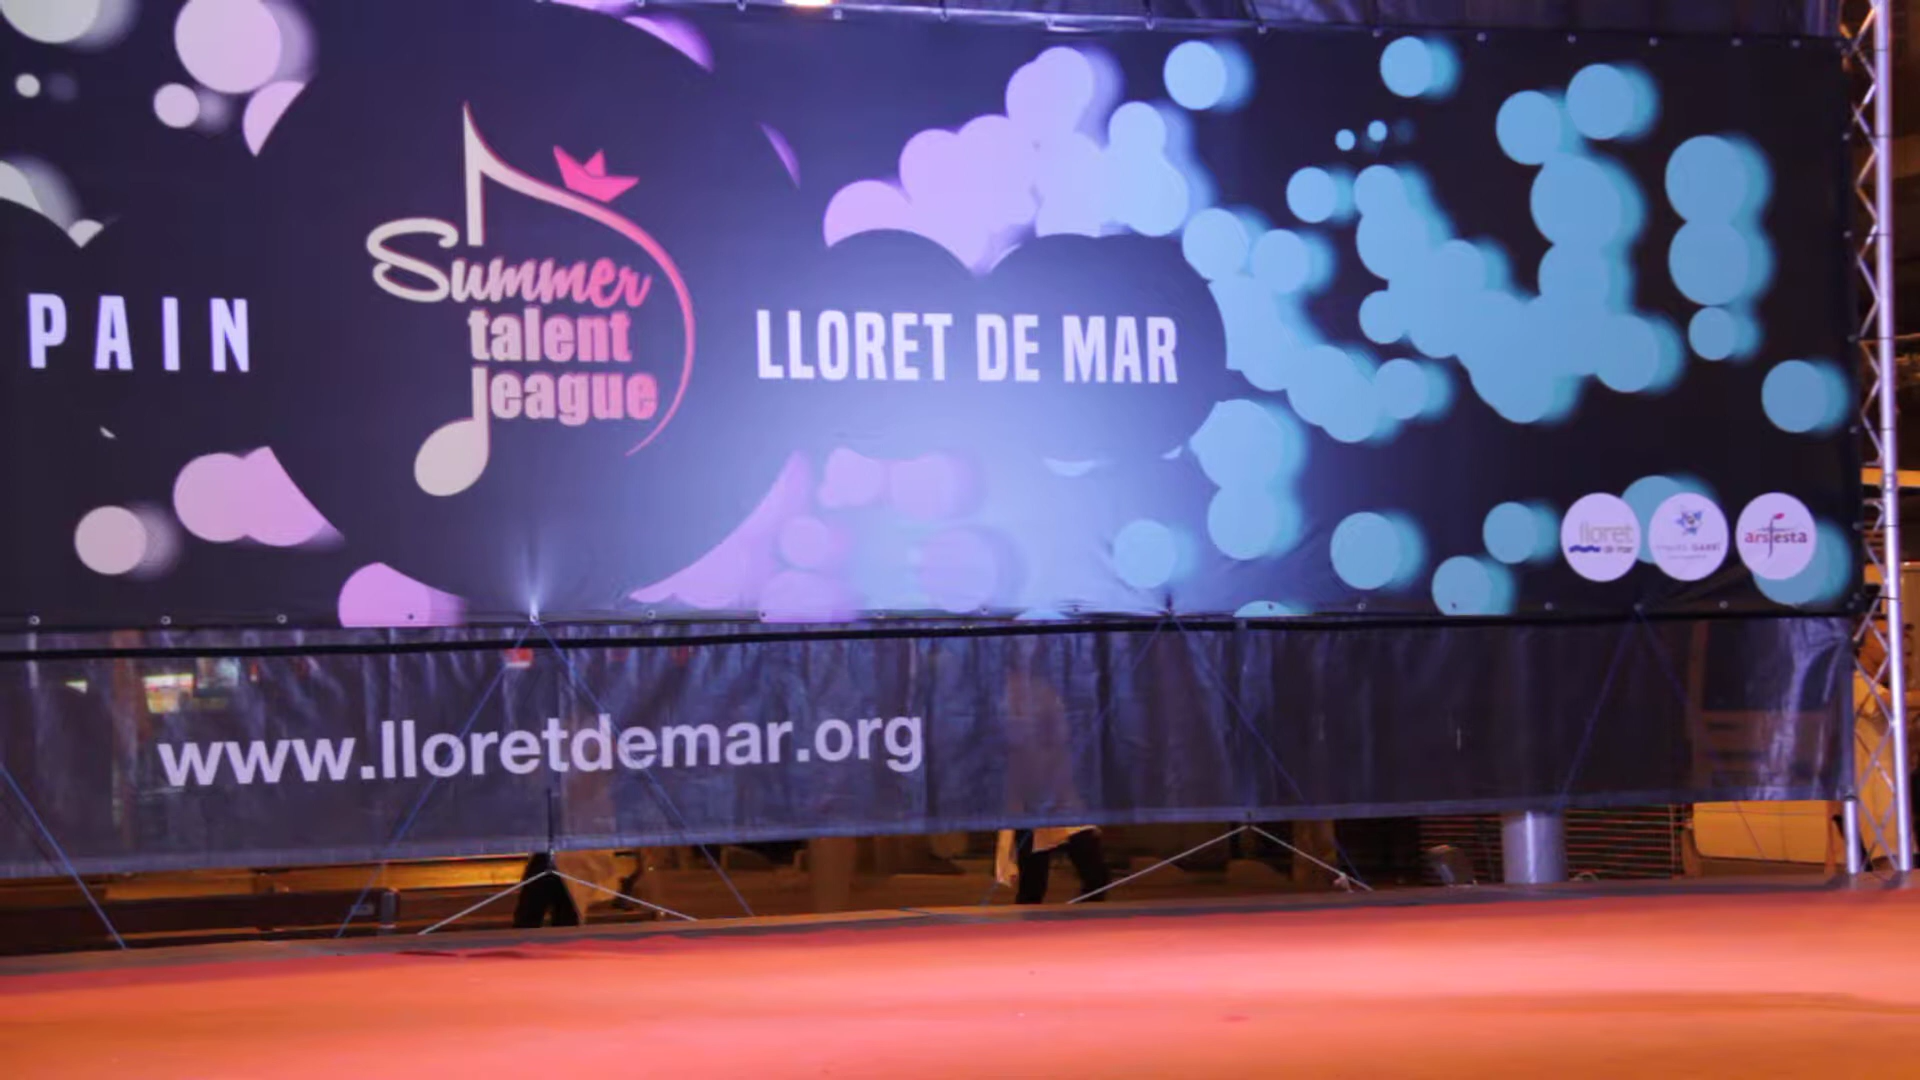 PAIN
Summer
talent
league
LLORET DE MAR
lloret
de mar
arsfesta
www.lloretdemar.org